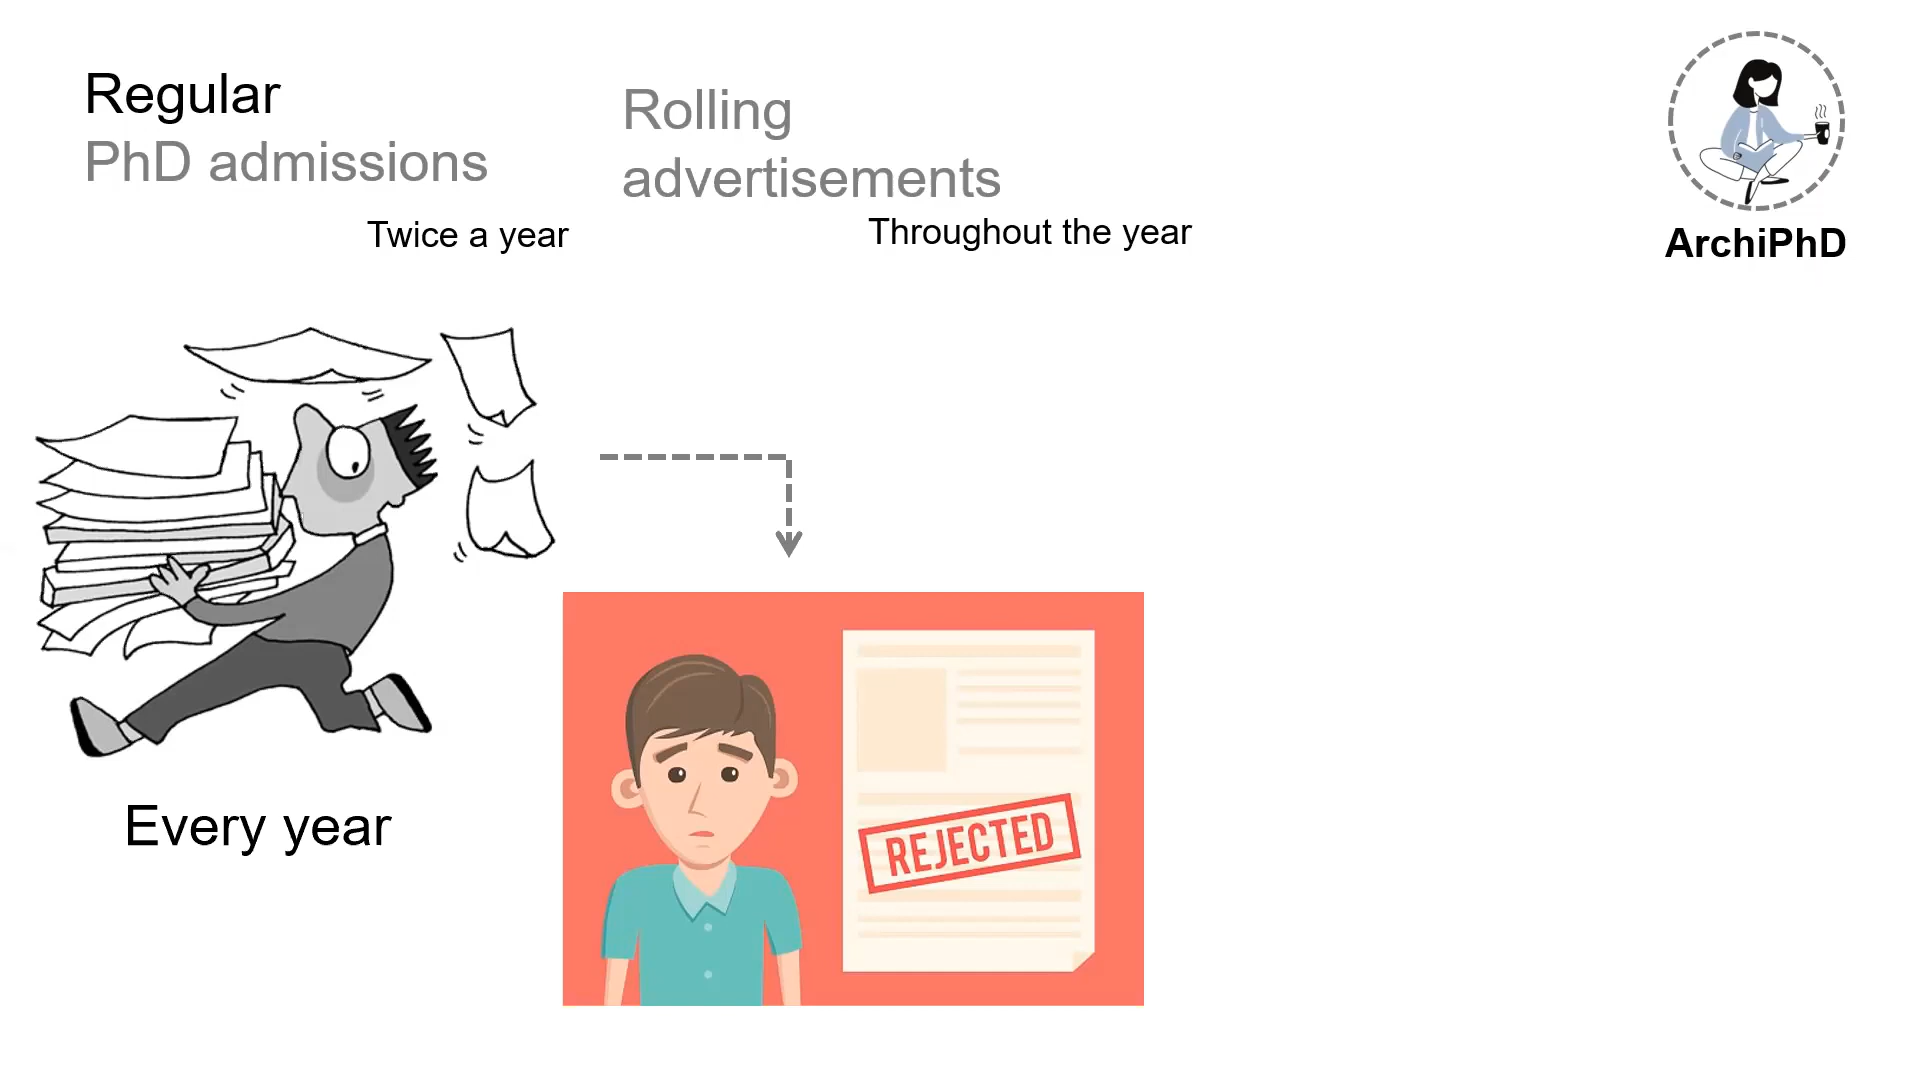 Regular
PhD admissions
Twice a year
Rolling
advertisements
Throughout the year
ArchiPhD
Every year
REJECTED